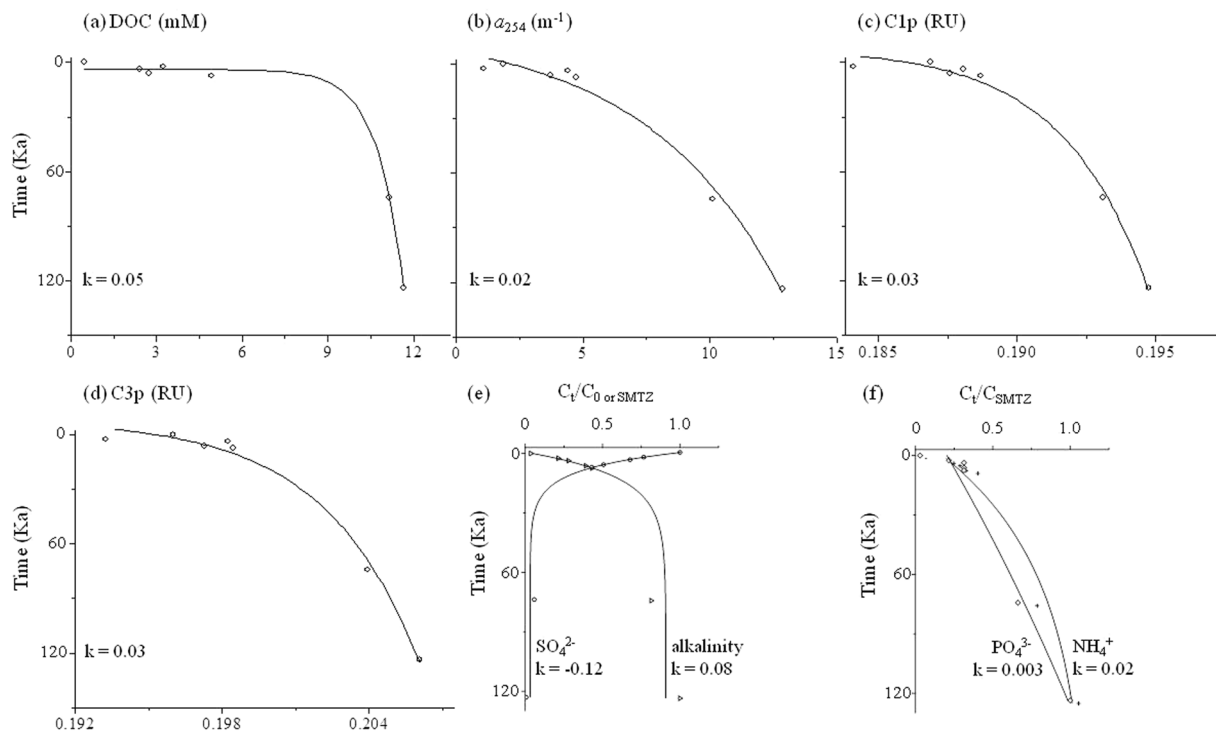 (a) DOC (mM)
(b) a254 (m-1)
(c) C1p (RU)
0
60
120
Time (Ka)
k = 0.05
k = 0.02
k = 0.03
0 3 6 9 12
0 5 10 15
0.185 0.190 0.195
(d) C3p (RU)
(e) Ct/C0 or SMTZ
(f) Ct/CSMTZ
0
60
120
Time (Ka)
k = 0.03
0.192 0.198 0.204
0 0.5 1.0
0
60
120
Time (Ka)
SO42-
k = -0.12
alkalinity
k = 0.08
0 0.5 1.0
0
60
120
Time (Ka)
PO43-
k = 0.003
NH4+
k = 0.02